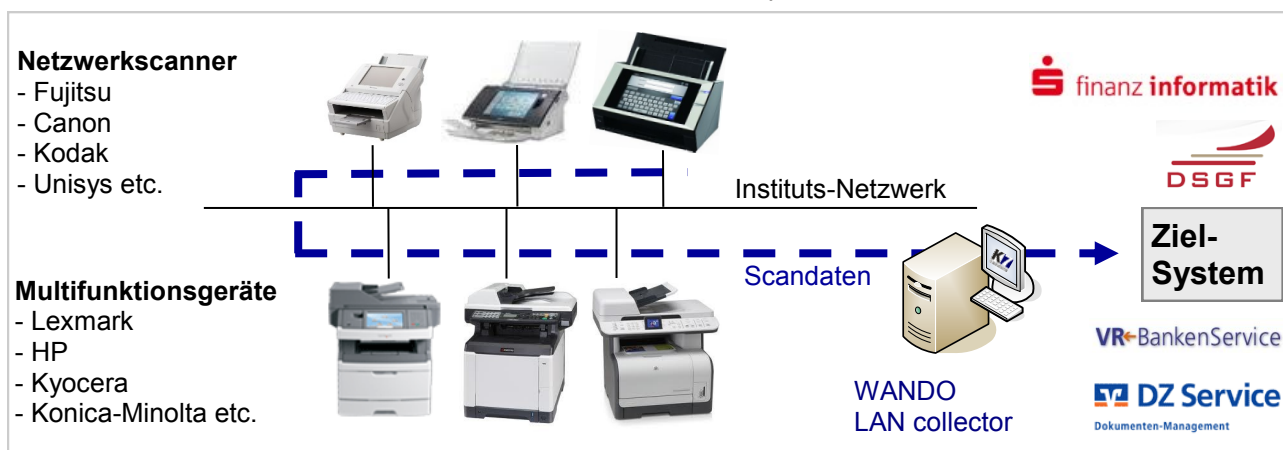 Netzwerkscanner
- Fujitsu
- Canon
- Kodak
- Unisys etc.
finanz informatik
DSGF
Instituts-Netzwerk
Ziel-
System
Scandaten
Multifunktionsgeräte
- Lexmark
- HP
- Kyocera
- Konica-Minolta etc.
WANDO
LAN collector
VR BankenService
DZ Service
Dokumenten-Management